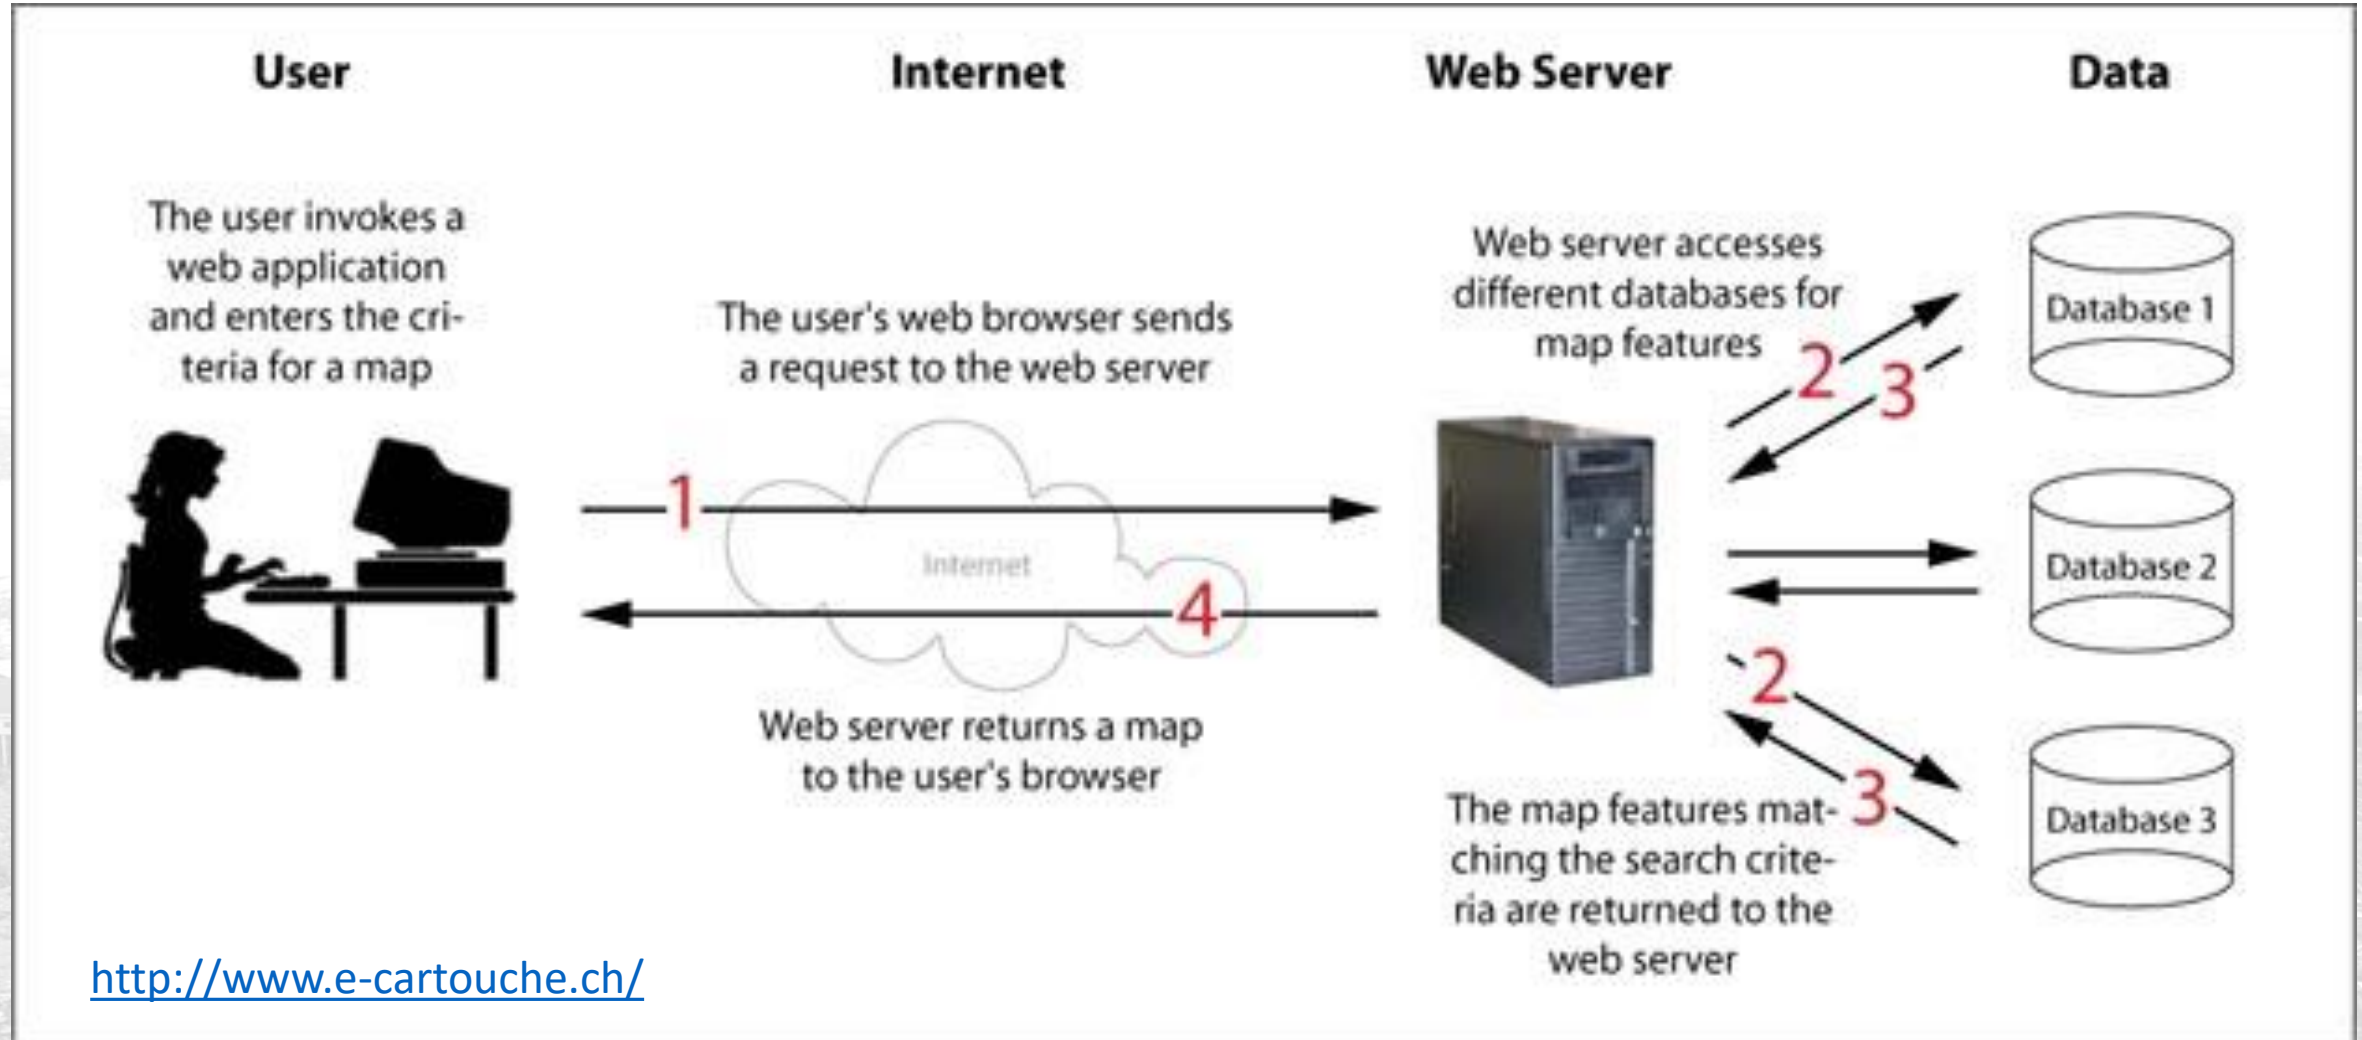 User
Internet
Web Server
Data
The user invokes a
web application
and enters the cri-
teria for a map
The user's web browser sends
a request to the web server
Web server accesses
different databases for
map features
1
Internet
4
Web server returns a map
to the user's browser
2
3
2
3
The map features mat-
ching the search crite-
ria are returned to the
web server
Database 1
Database 2
Database 3
http://www.e-cartouche.ch/